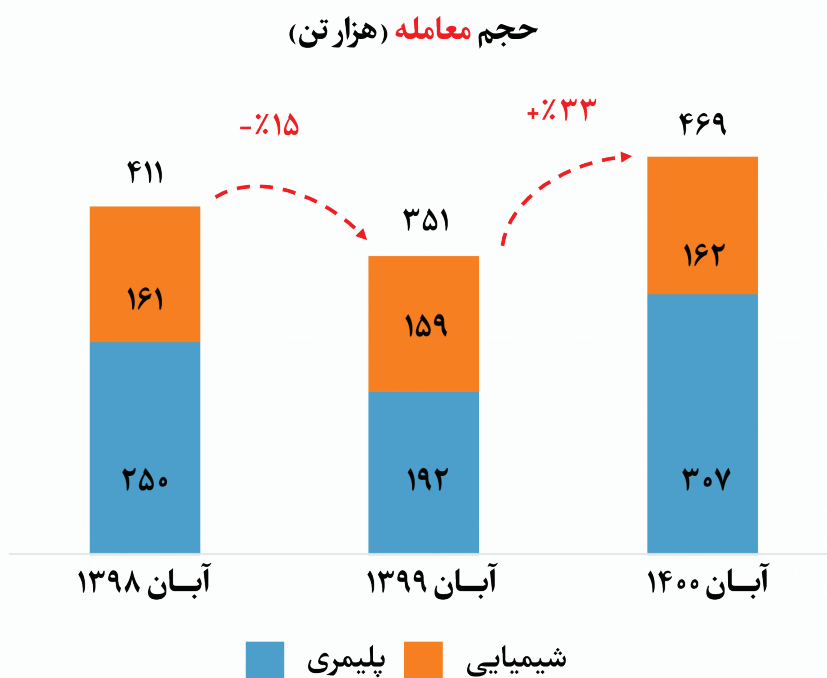 حجم معامله (هزار تن)
-٪۱۵
+٪۳۳
۴۱۱
۳۵۱
۴۶۹
۱۶۱
۱۵۹
۱۶۲
۲۵۰
۱۹۲
۳۰۷
آبان ۱۳۹۸
آبان ۱۳۹۹
آبان ۱۴۰۰
پلیمری
شیمیایی